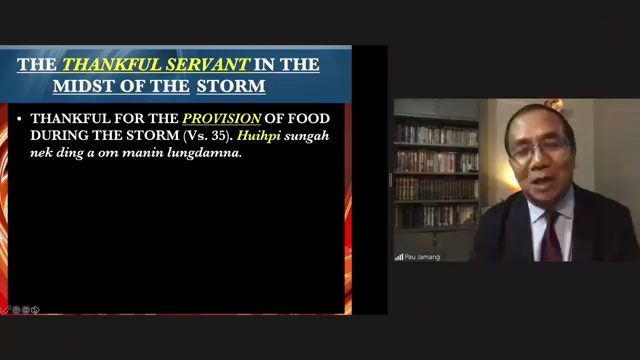 THE THANKFUL SERVANT IN THE
MIDST OF THE STORM
• THANKFUL FOR THE PROVISION OF FOOD
DURING THE STORM (Vs. 35). Huihpi sungah
nek ding a om manin lungdamna.
Pau Jamang